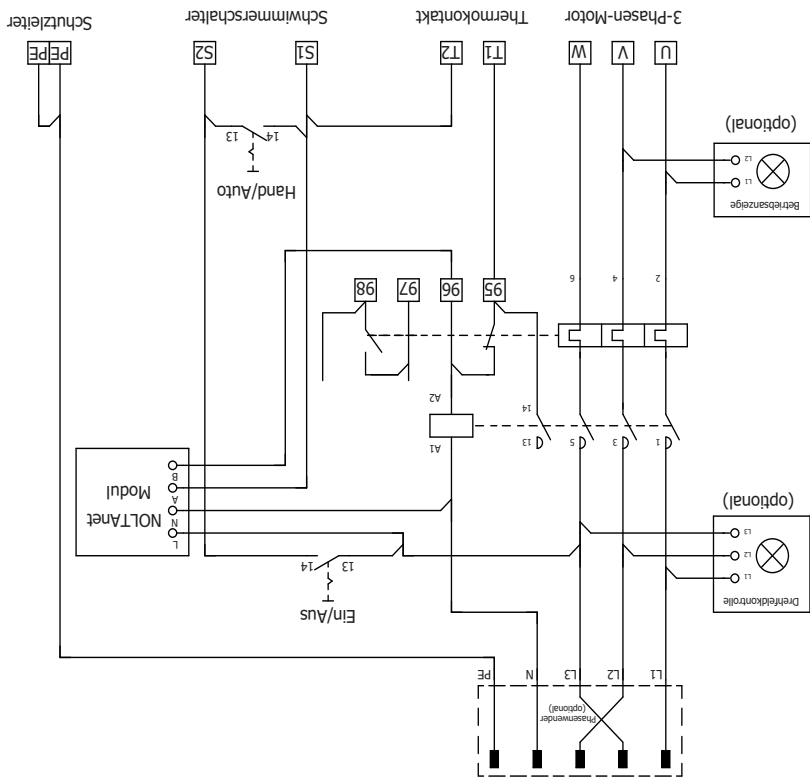 Phasenwender
(optional)
L1 L2 L3 N PE
Drehfeldkontrolle
L1
L2
L3
(optional)
Ein/Aus
13 14
NOLTAnet
Modul
L
N
A
B
1 3 5 13
14
A1
A2
95 96 97 98
2 4 6
Betriebsanzeige
L1
L2
(optional)
Hand/Auto
14 13
U V W T1 T2 S1 S2 PE PE
3-Phasen-Motor Thermokontakt Schwimmerschalter Schutzleiter